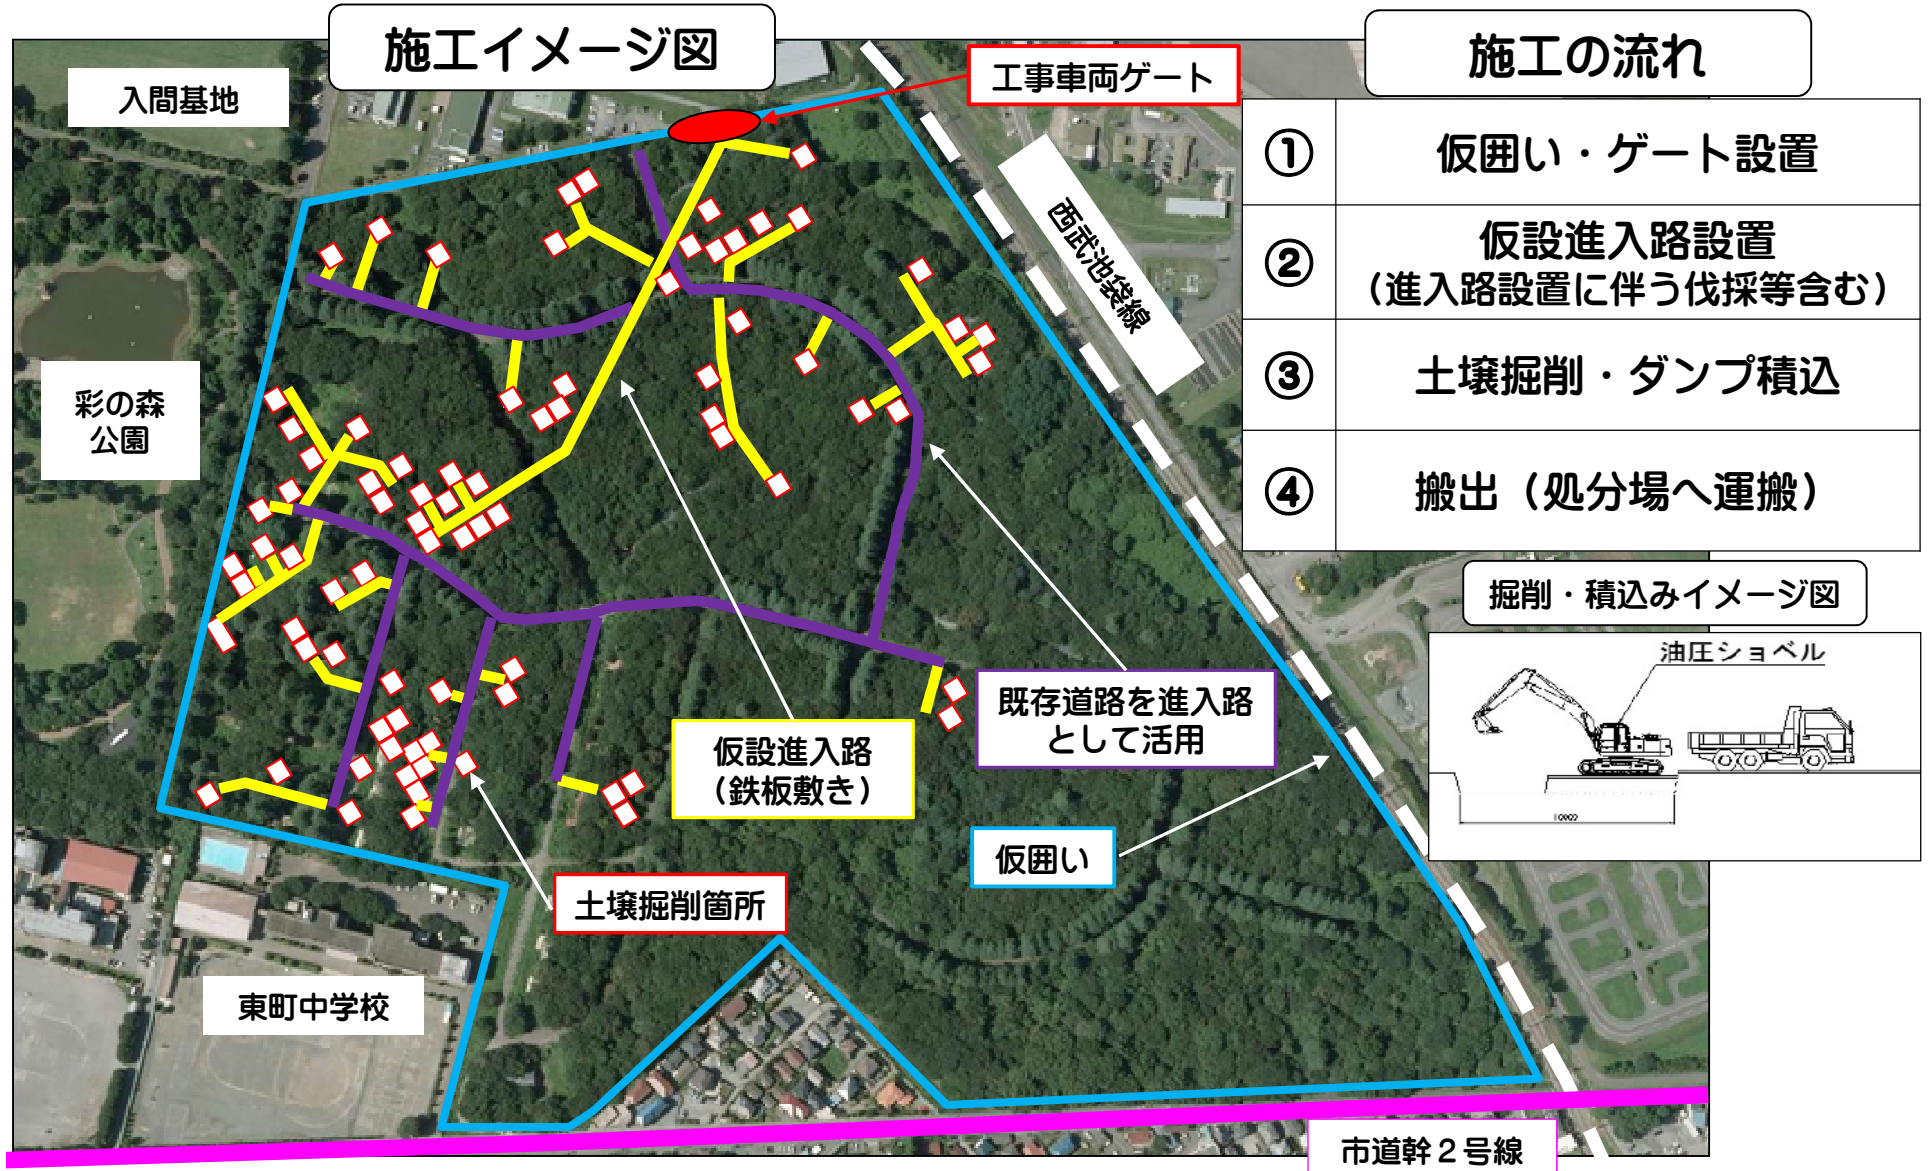 施工イメージ図
入間基地
工事車両ゲート
西武池袋線
彩の森
公園
仮設進入路
（鉄板敷き）
既存道路を進入路
として活用
仮囲い
土壌掘削箇所
東町中学校
市道幹２号線
施工の流れ
① 仮囲い・ゲート設置
② 仮設進入路設置
（進入路設置に伴う伐採等含む）
③ 土壌掘削・ダンプ積込
④ 搬出（処分場へ運搬）
掘削・積込みイメージ図
油圧ショベル